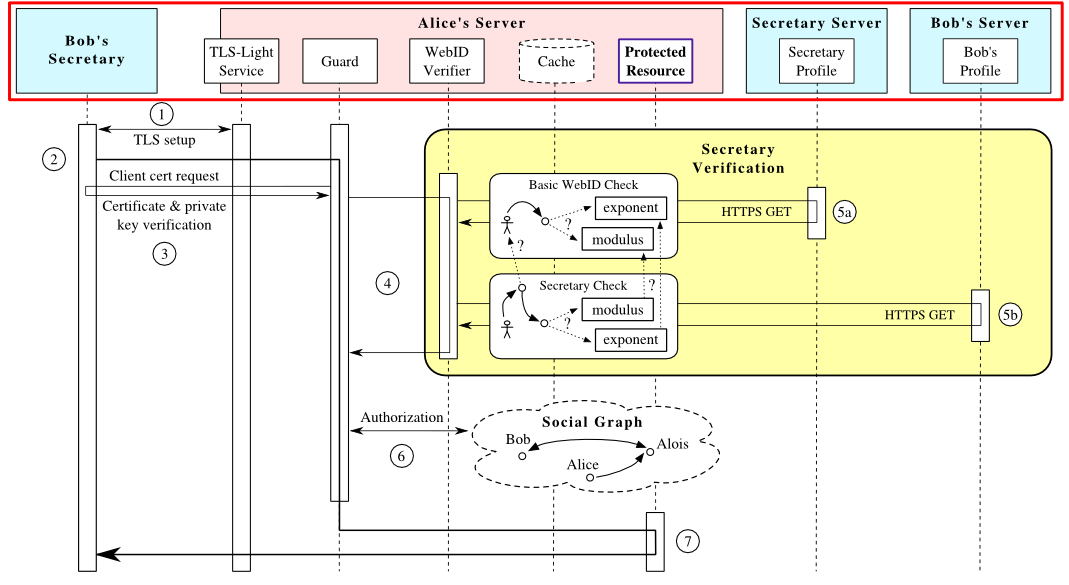 Bob's
Secretary
Alice's Server
TLS-Light
Service
Guard
WebID
Verifier
Cache
Protected
Resource
Secretary Server
Secretary
Profile
Bob's Server
Bob's
Profile
1
TLS setup
2
Client cert request
Certificate & private
key verification
3
4
Secretary
Verification
Basic WebID Check
exponent
?
modulus
HTTPS GET
5a
?
Secretary Check
?
modulus
?
exponent
HTTPS GET
5b
Authorization
6
Social Graph
Bob
Alois
Alice
7